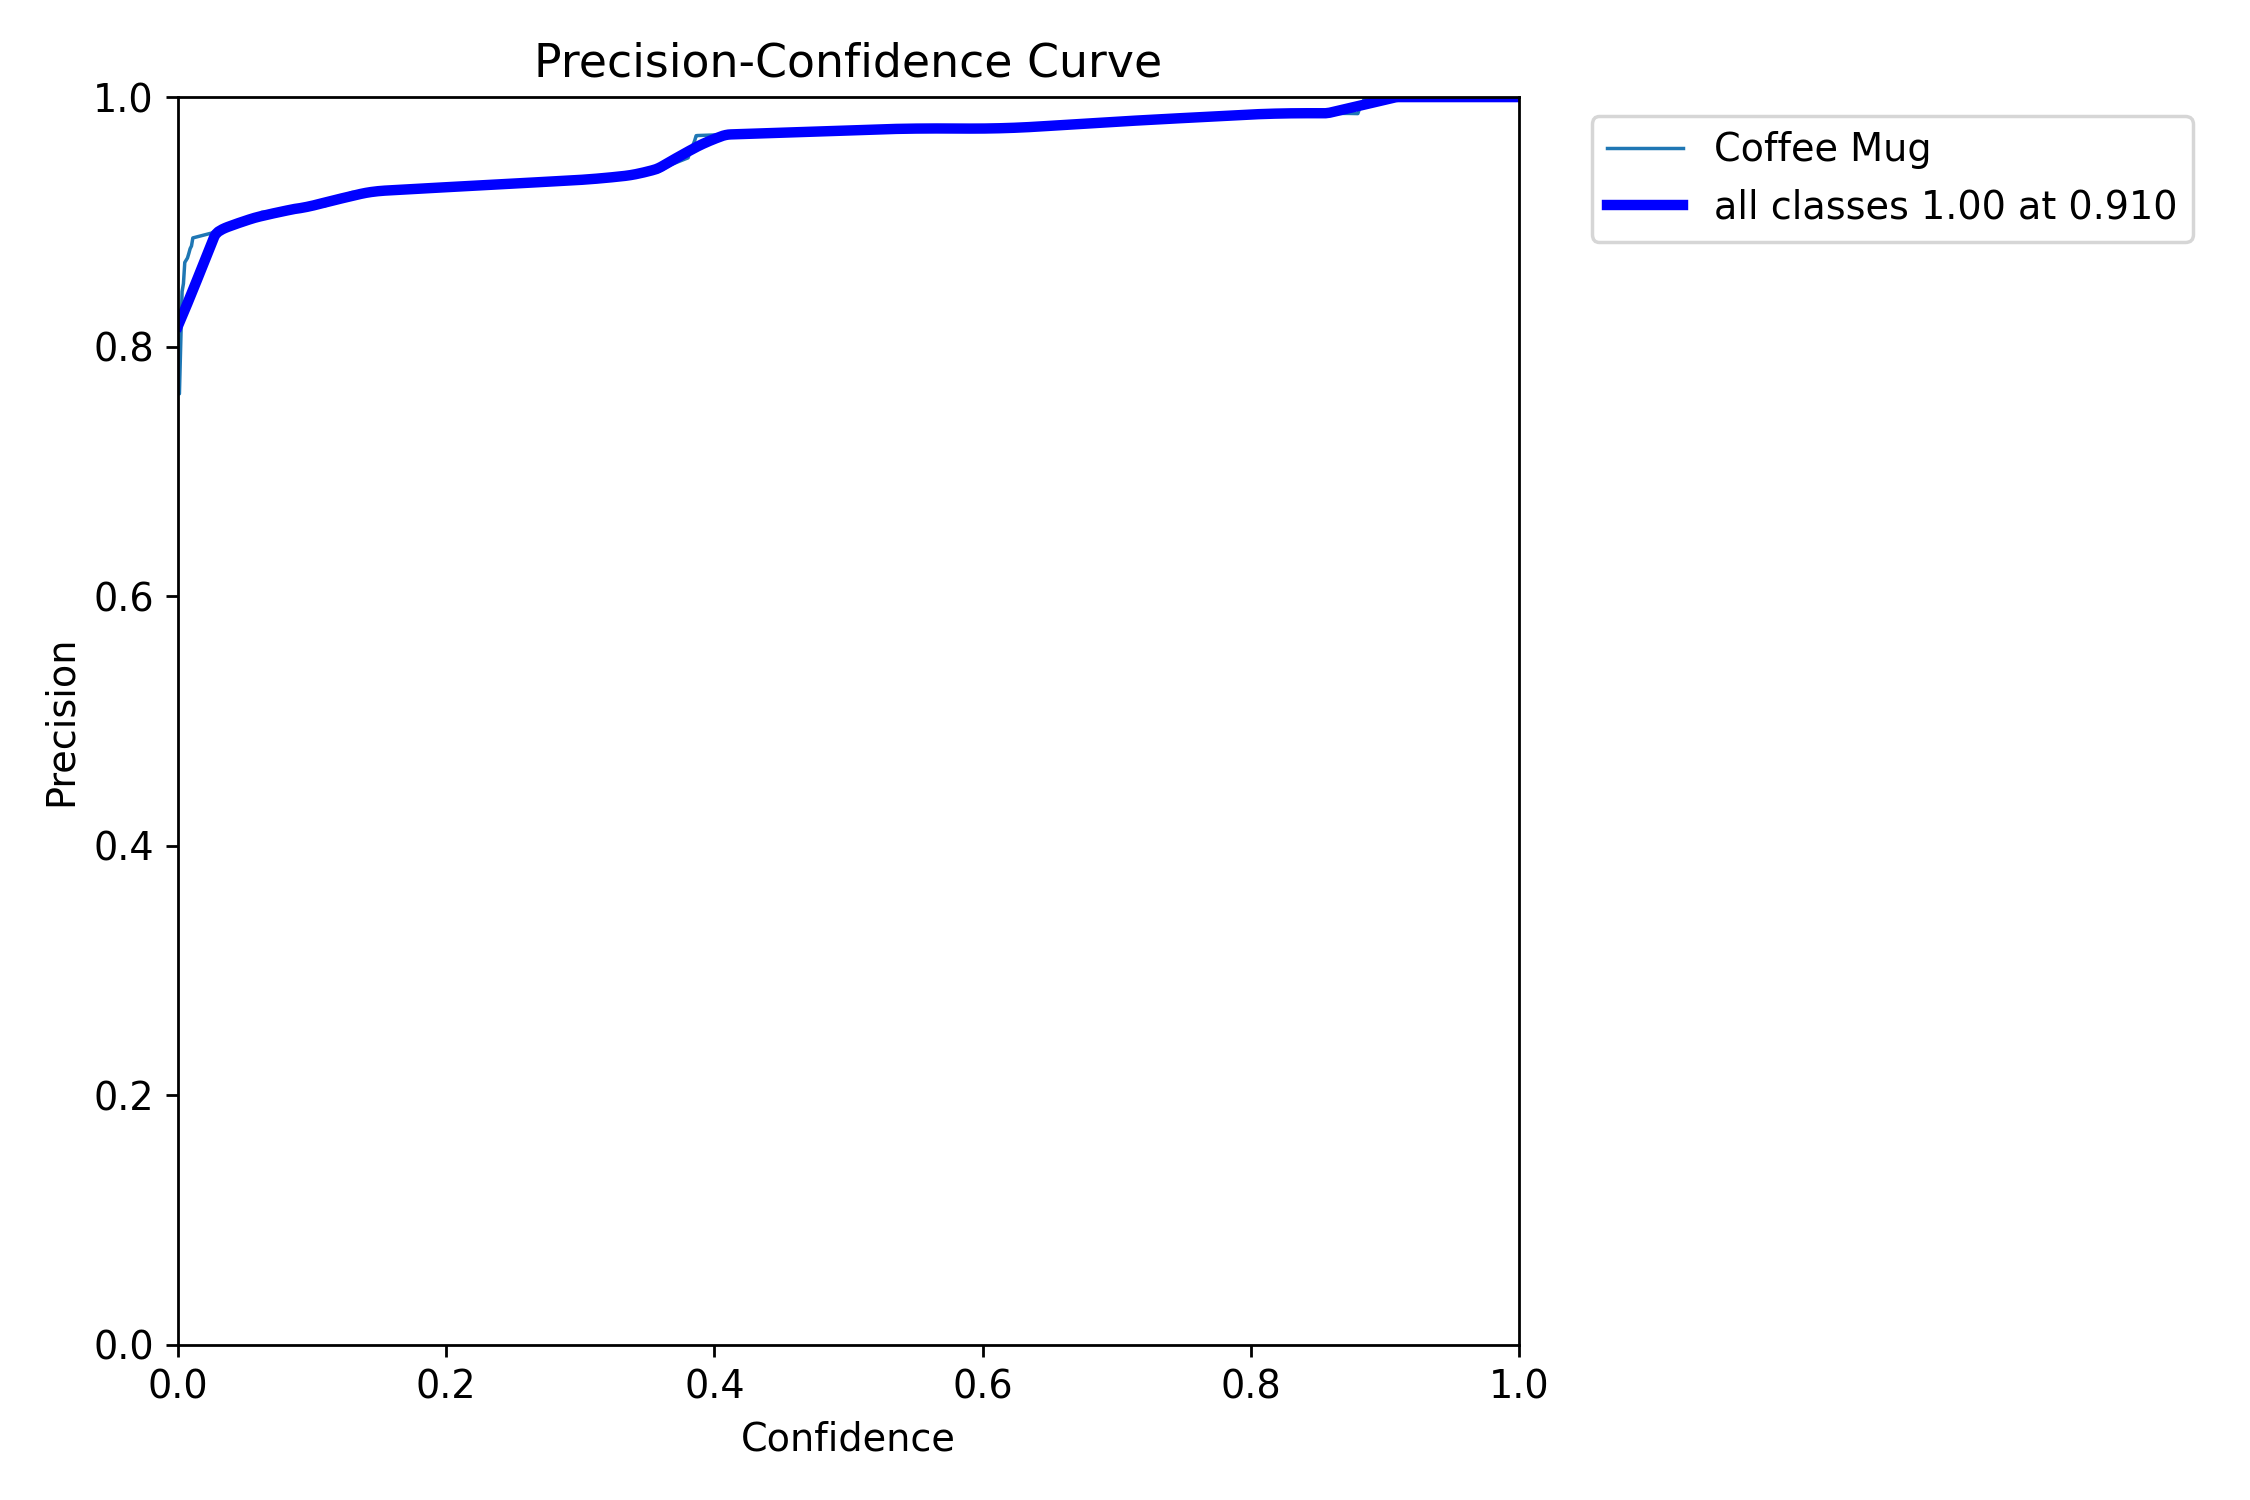 Precision-Confidence Curve
1.0
0.8
0.6
0.4
0.2
0.0
Precision
0.0 0.2 0.4 0.6 0.8 1.0
Confidence
Coffee Mug
all classes 1.00 at 0.910